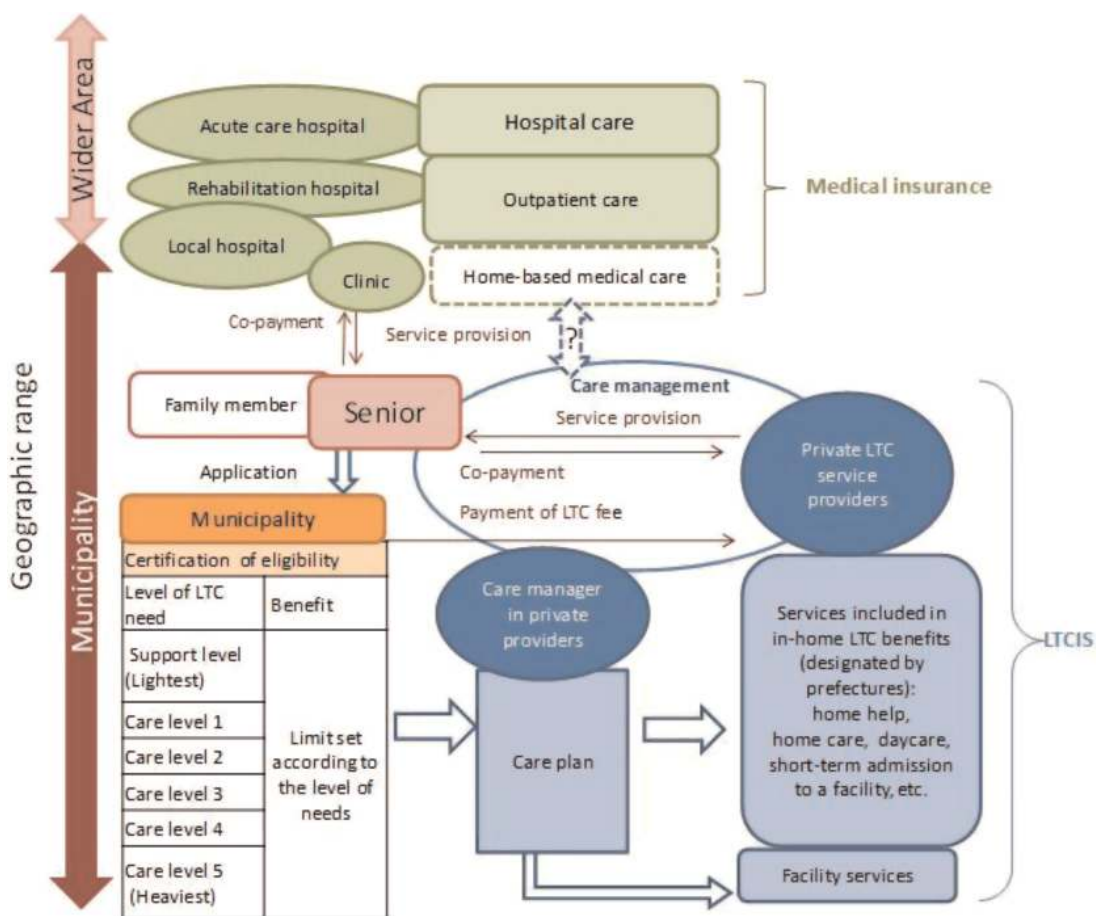 Wider Area
Geographic range
Municipality
Acute care hospital
Hospital care
Rehabilitation hospital
Outpatient care
Local hospital
Clinic
Home-based medical care
Medical insurance
Co-payment
Service provision
?
Family member
Senior
Care management
Service provision
Co-payment
Private LTC
service
providers
Application
Municipality
Payment of LTC fee
Certification of eligibility
Level of LTC
need
Benefit
Support level
(Lightest)
Care level 1
Care level 2
Care level 3
Care level 4
Care level 5
(Heaviest)
Limit set
according to
the level of
needs
Care manager
in private
providers
Care plan
Services included in
in-home LTC benefits
(designated by
prefectures):
home help,
home care, daycare,
short-term admission
to a facility, etc.
Facility services
LTCIS